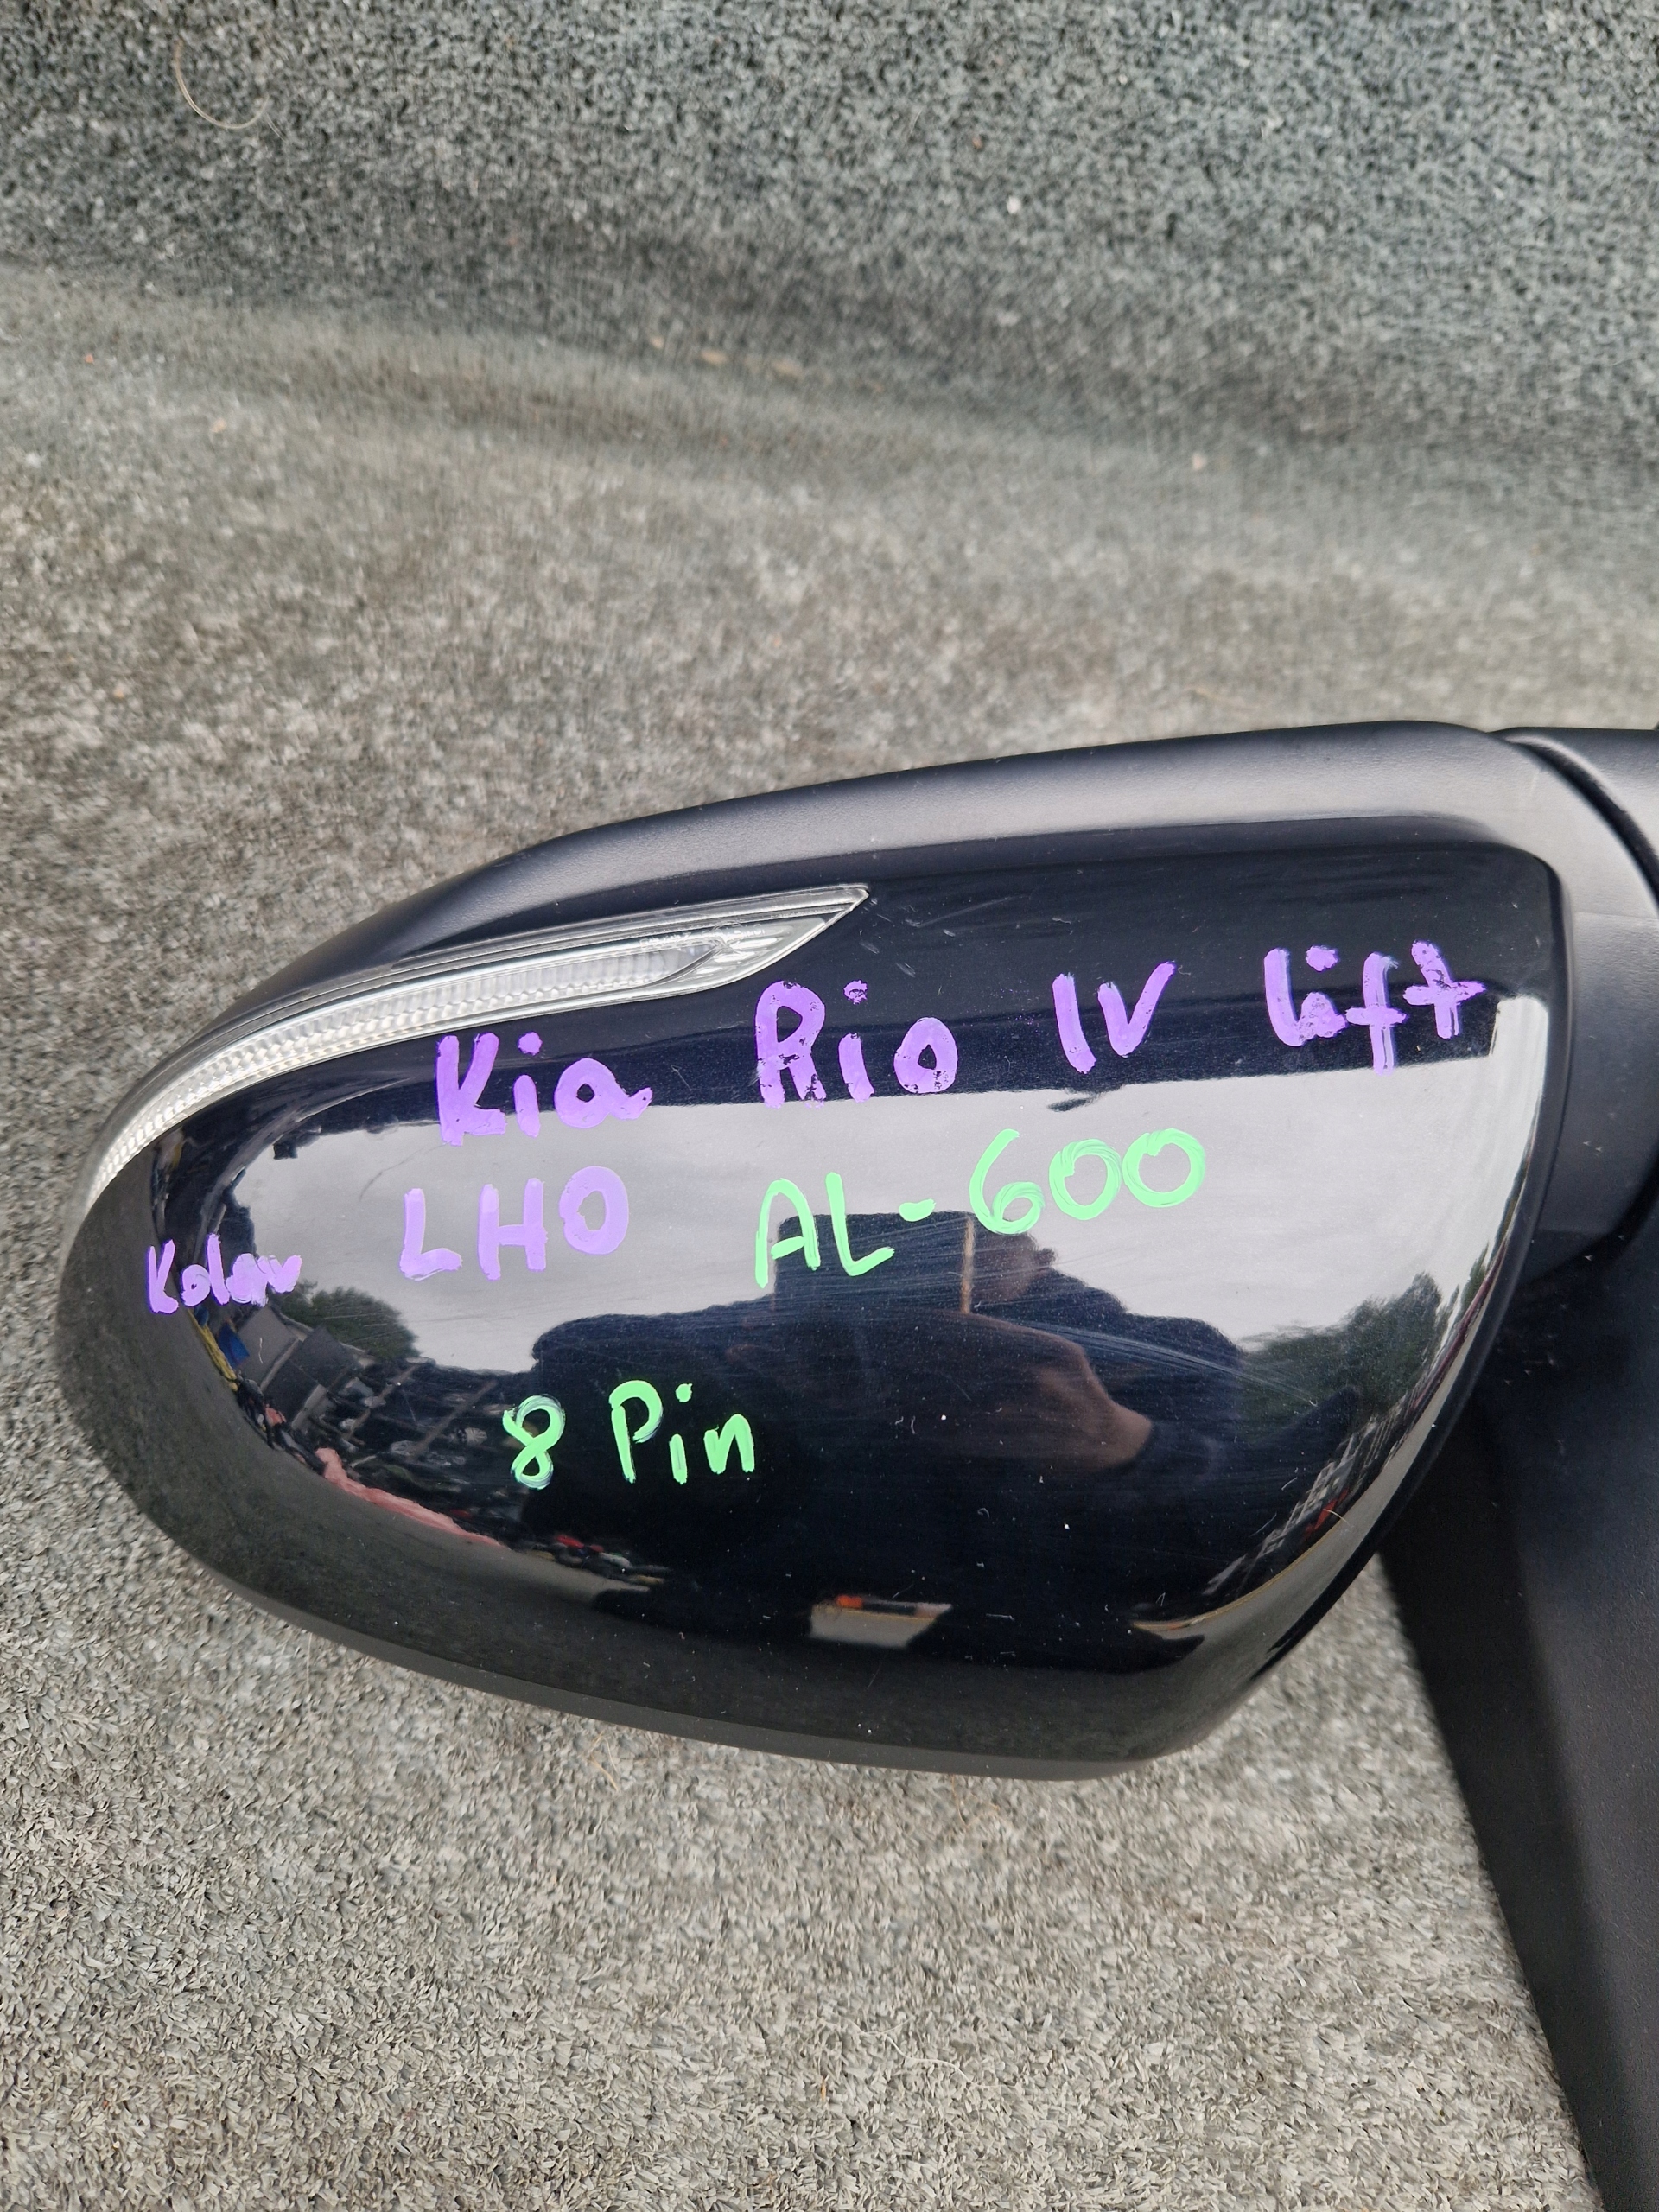 Kia Rio IV lift
Kolor LHO AL-600
8 Pin